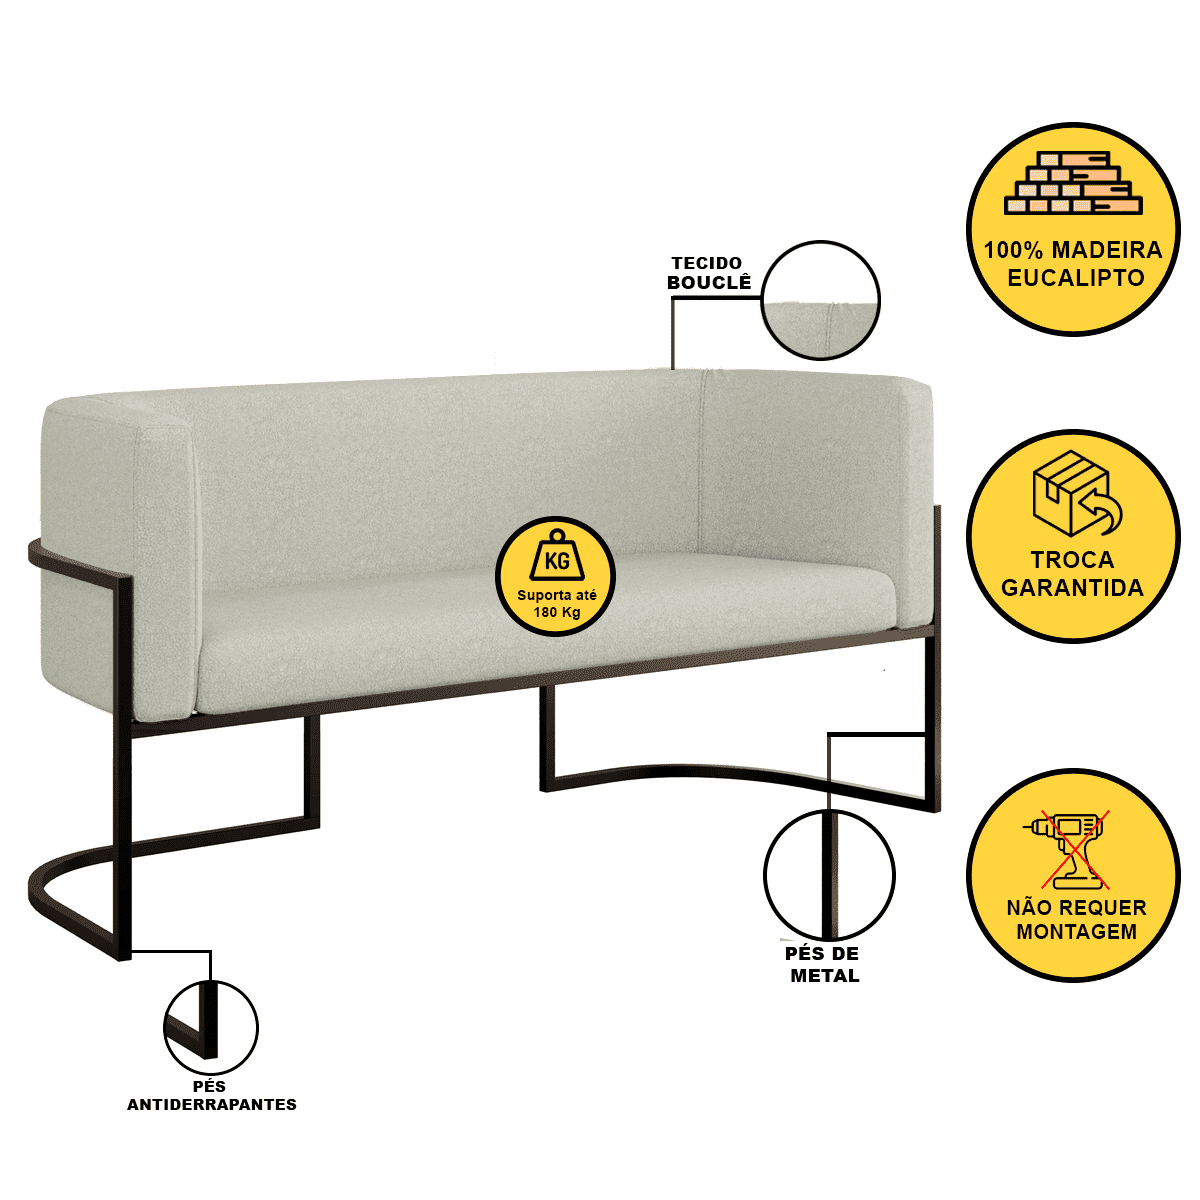 100% MADEIRA
EUCALIPTO
TECIDO
BOUCLÊ
TROCA
GARANTIDA
KG
Suporta até
180 Kg
NÃO REQUER
MONTAGEM
PÉS DE
METAL
PÉS
ANTIDERRAPANTES